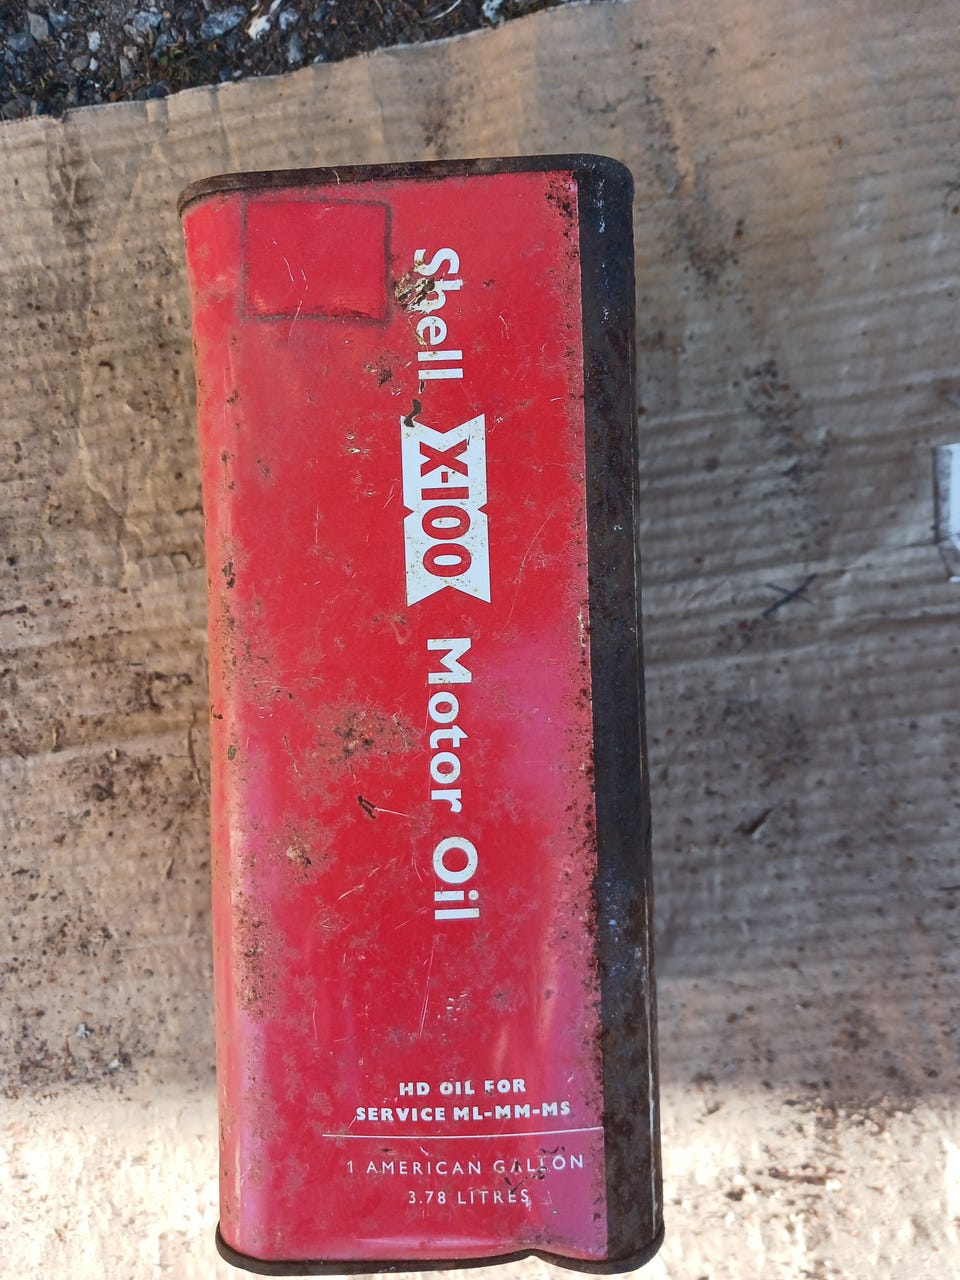 Shell X-100 Motor Oil
HD OIL FOR
SERVICE ML-MM-MS
1 AMERICAN GALLON
3.78 LITRES